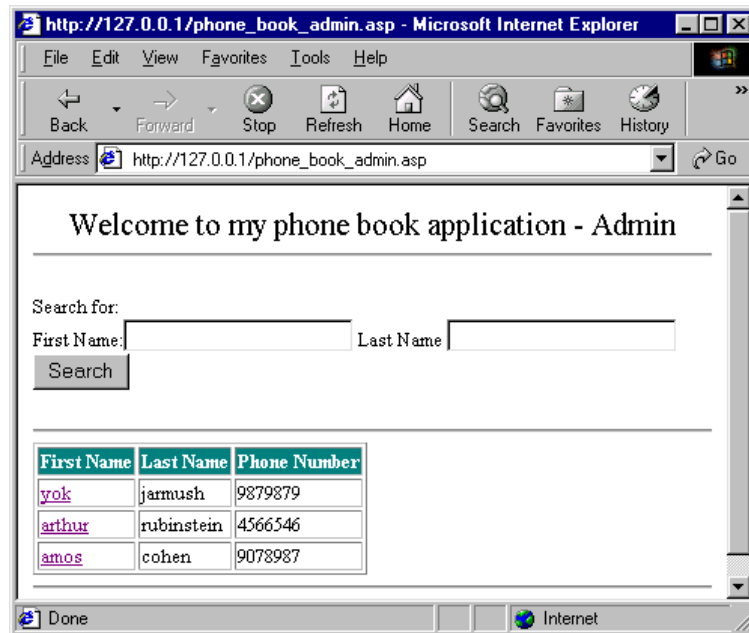 http://127.0.0.1/phone_book_admin.asp - Microsoft Internet Explorer
File Edit View Favorites Tools Help
Back Forward Stop Refresh Home Search Favorites History »
Address http://127.0.0.1/phone_book_admin.asp Go
Welcome to my phone book application - Admin
Search for:
First Name: Last Name
Search
First Name Last Name Phone Number
yok jarmush 9879879
arthur rubinstein 4566546
amos cohen 9078987
Done Internet